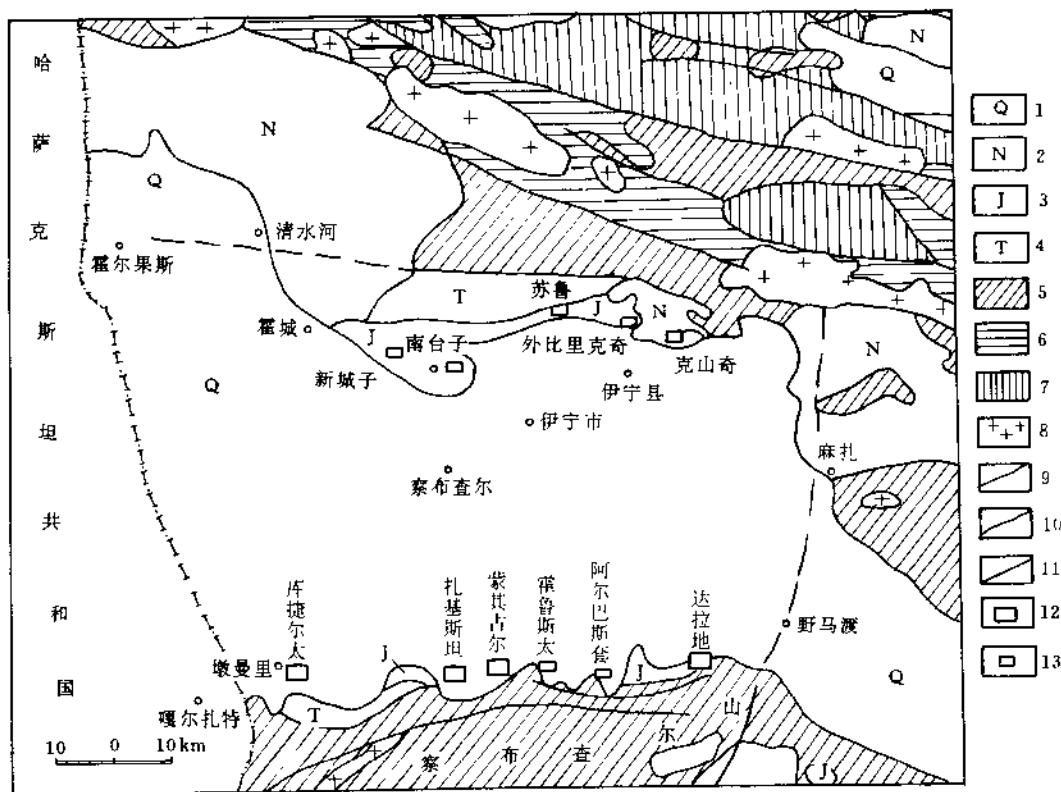 哈萨克斯坦共和国
N
Q
N
Q
清水河
霍尔果斯
N
T
苏鲁
J
N
霍城
J
南台子
外比里克奇
克山奇
新城子
伊宁县
Q
伊宁市
麻扎
察布查尔
库捷尔太
扎基斯坦
蒙其古尔
霍鲁斯太
阿尔巴斯套
达拉地
野马渡
墩曼里
J
J
Q
嘎尔扎特
T
察布查尔山
J
10 0 10km
Q 1
N 2
J 3
T 4
5
6
7
8
9
10
11
12
13